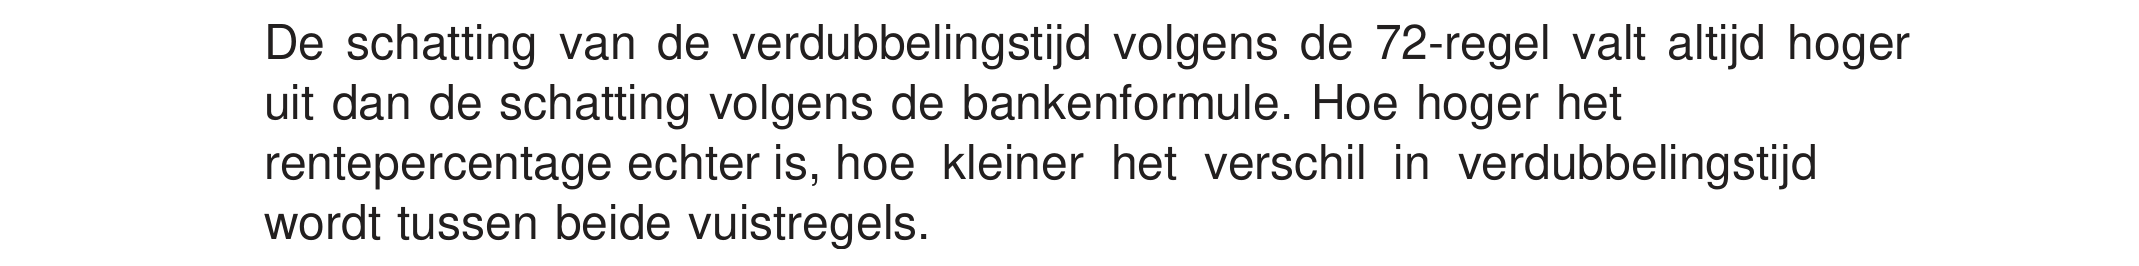 De schatting van de verdubbelingstijd volgens de 72-regel valt altijd hoger
uit dan de schatting volgens de bankenformule. Hoe hoger het
rentepercentage echter is, hoe kleiner het verschil in verdubbelingstijd
wordt tussen beide vuistregels.